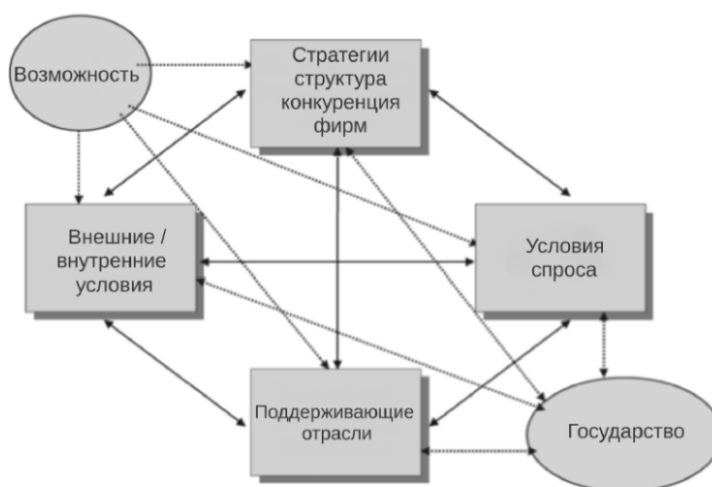 Возможность
Стратегии
структура
конкуренция
фирм
Внешние /
внутренние
условия
Условия
спроса
Поддерживающие
отрасли
Государство